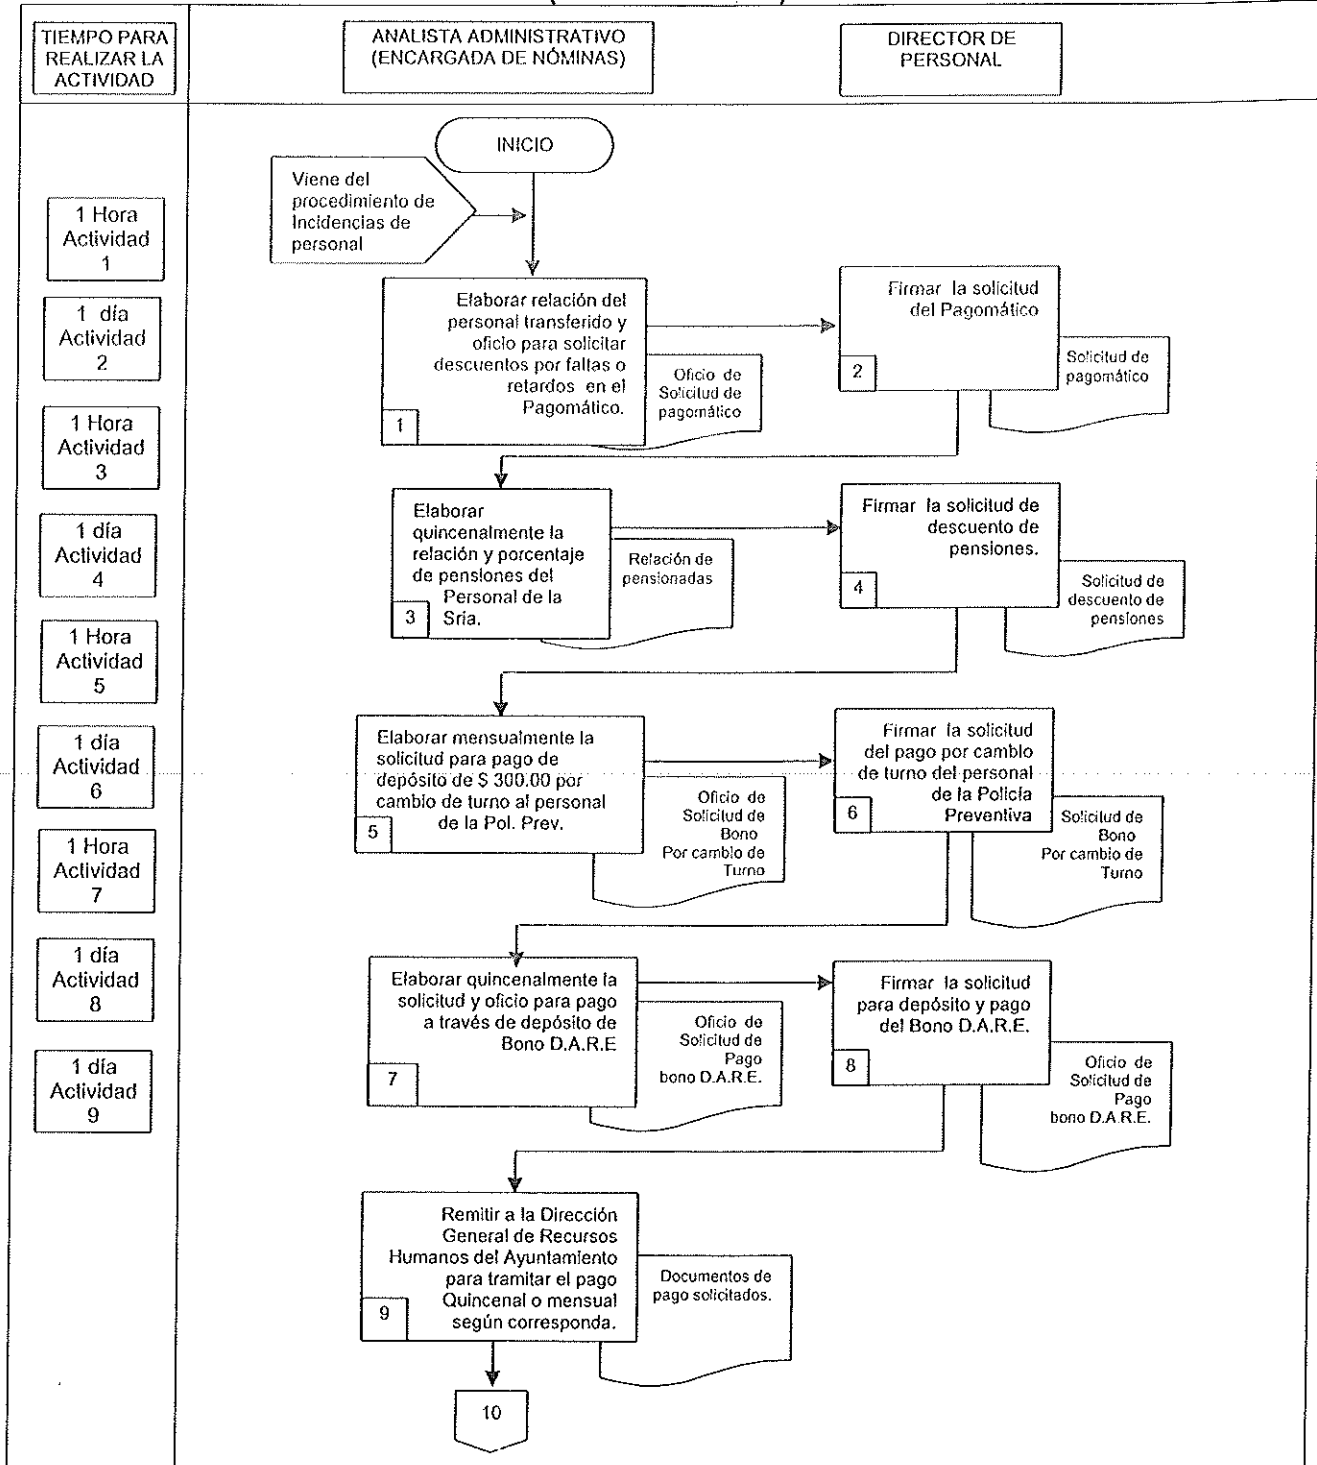 TIEMPO PARA
REALIZAR LA
ACTIVIDAD
ANALISTA ADMINISTRATIVO
(ENCARGADA DE NÓMINAS)
DIRECTOR DE
PERSONAL
INICIO
Viene del
procedimiento de
Incidencias de
personal
1 Hora
Actividad
1
1 día
Actividad
2
1 Hora
Actividad
3
1 día
Actividad
4
1 Hora
Actividad
5
1 día
Actividad
6
1 Hora
Actividad
7
1 día
Actividad
8
1 día
Actividad
9
Elaborar relación del
personal transferido y
oficio para solicitar
descuentos por faltas o
retardos en el
Pagomático.
1
Oficio de
Solicitud de
pagomático
Firmar la solicitud
del Pagomático
2
Solicitud de
pagomático
Elaborar
quincenalmente la
relación y porcentaje
de pensiones del
Personal de la
Sria.
3
Relación de
pensionadas
Firmar la solicitud de
descuento de
pensiones.
4
Solicitud de
descuento de
pensiones
Elaborar mensualmente la
solicitud para pago de
depósito de $ 300.00 por
cambio de turno al personal
de la Pol. Prev.
5
Oficio de
Solicitud de
Bono
Por cambio de
Turno
Firmar la solicitud
del pago por cambio
de turno del personal
de la Policía
Preventiva
6
Solicitud de
Bono
Por cambio de
Turno
Elaborar quincenalmente la
solicitud y oficio para pago
a través de depósito de
Bono D.A.R.E
7
Oficio de
Solicitud de
Pago
bono D.A.R.E.
Firmar la solicitud
para depósito y pago
del Bono D.A.R.E.
8
Oficio de
Solicitud de
Pago
bono D.A.R.E.
Remitir a la Dirección
General de Recursos
Humanos del Ayuntamiento
para tramitar el pago
Quincenal o mensual
según corresponda.
9
Documentos de
pago solicitados.
10